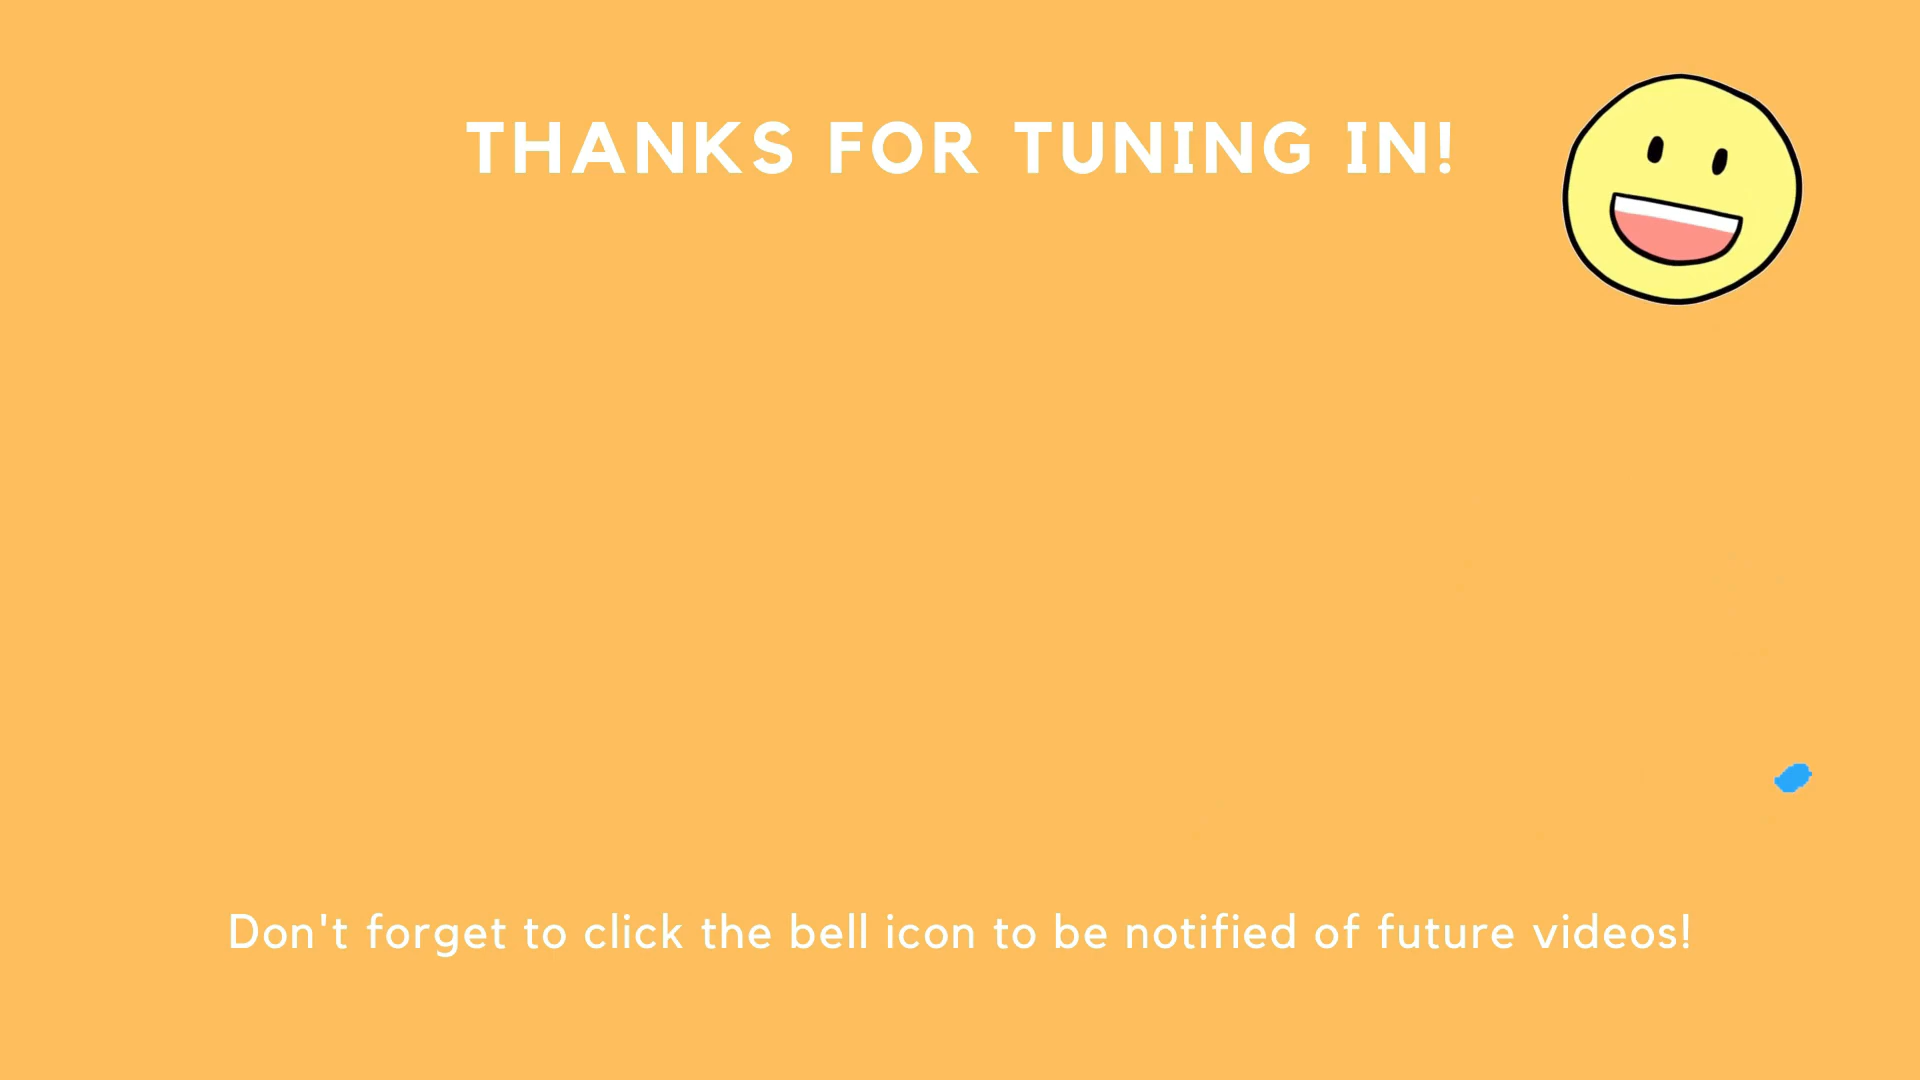 THANKS FOR TUNING IN!
Don't forget to click the bell icon to be notified of future videos!